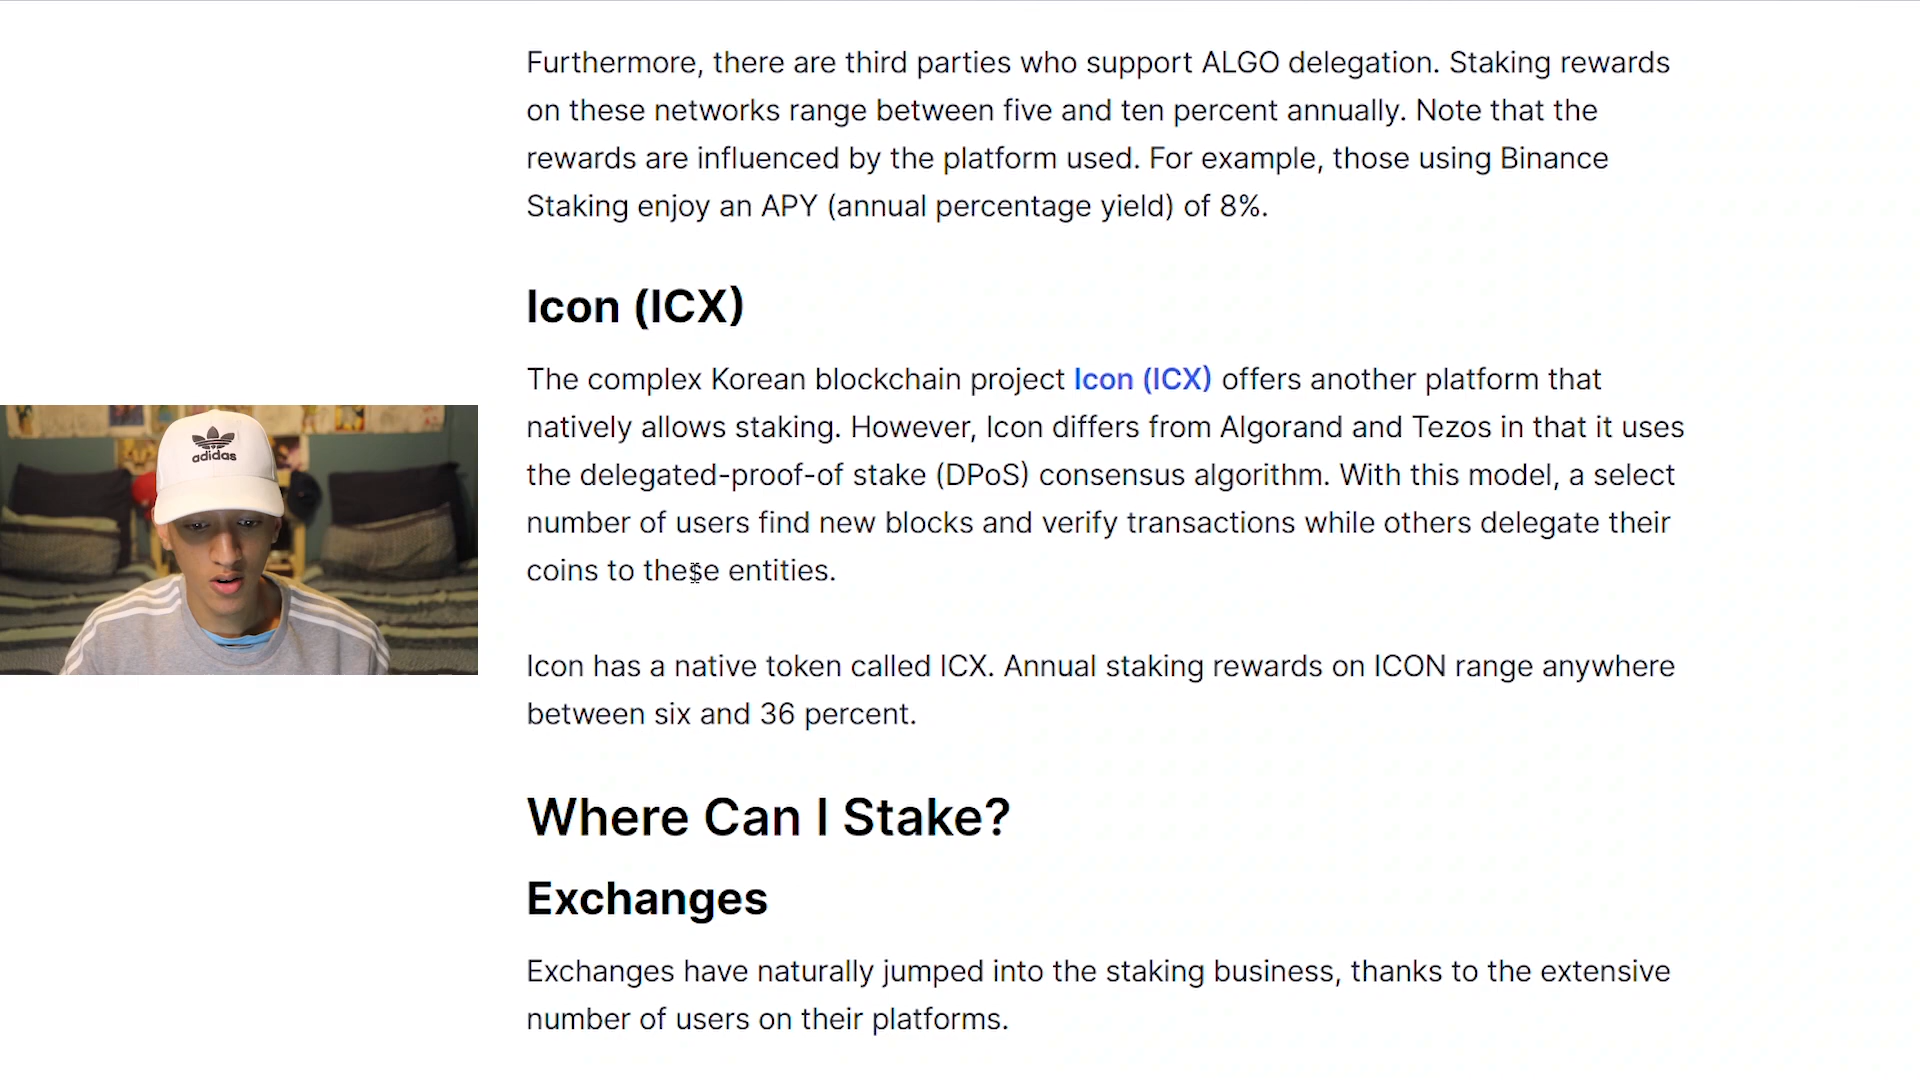 Furthermore, there are third parties who support ALGO delegation. Staking rewards
on these networks range between five and ten percent annually. Note that the
rewards are influenced by the platform used. For example, those using Binance
Staking enjoy an APY (annual percentage yield) of 8%.
Icon (ICX)
The complex Korean blockchain project Icon (ICX) offers another platform that
natively allows staking. However, Icon differs from Algorand and Tezos in that it uses
the delegated-proof-of stake (DPoS) consensus algorithm. With this model, a select
number of users find new blocks and verify transactions while others delegate their
coins to these entities.
adidas
Icon has a native token called ICX. Annual staking rewards on ICON range anywhere
between six and 36 percent.
Where Can I Stake?
Exchanges
Exchanges have naturally jumped into the staking business, thanks to the extensive
number of users on their platforms.